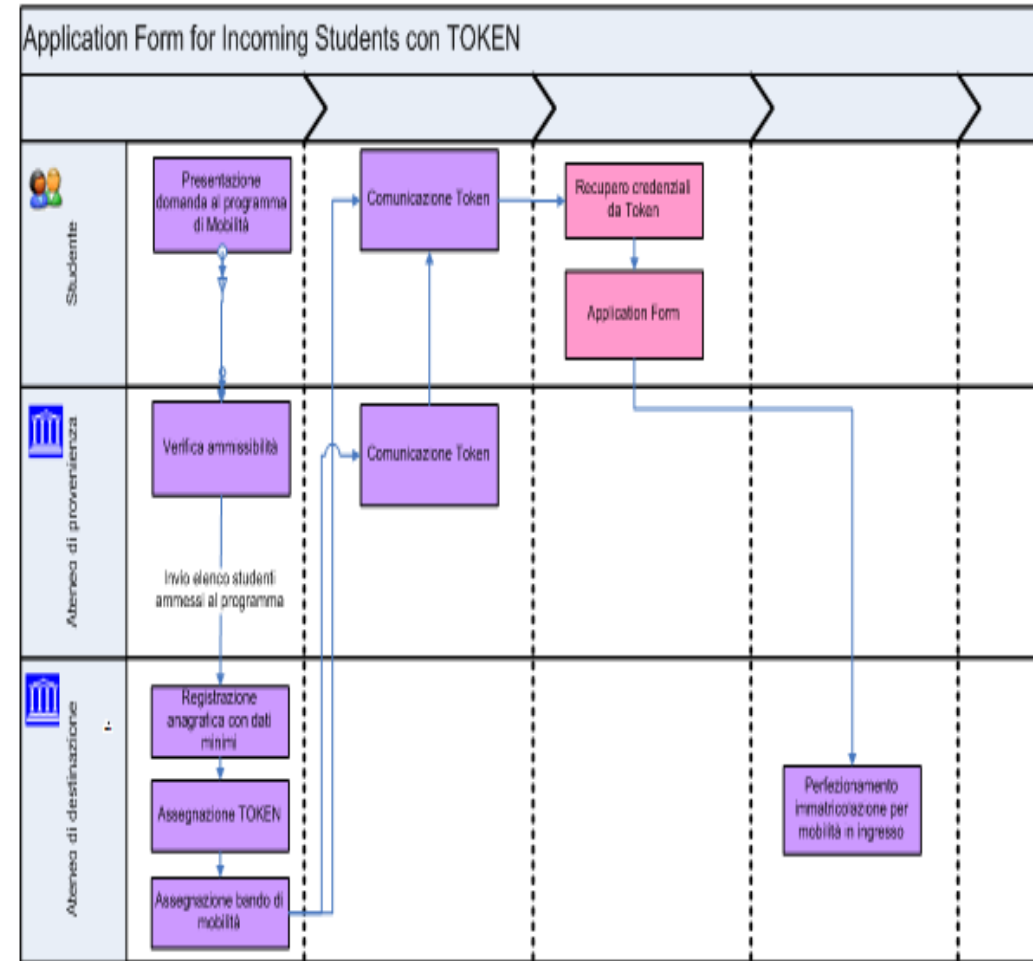 Application Form for Incoming Students con TOKEN
Studente
Presentazione
domanda al programma
di Mobilità
Comunicazione Token
Recupero credenziali
da Token
Application Form
Ateneo di provenienza
Verifica ammissibilità
Comunicazione Token
Invio elenco studenti
ammessi al programma
Ateneo di destinazione
Registrazione
anagrafica con dati
minimi
Assegnazione TOKEN
Assegnazione bando di
mobilità
Perfezionamento
immatricolazione per
mobilità in ingresso